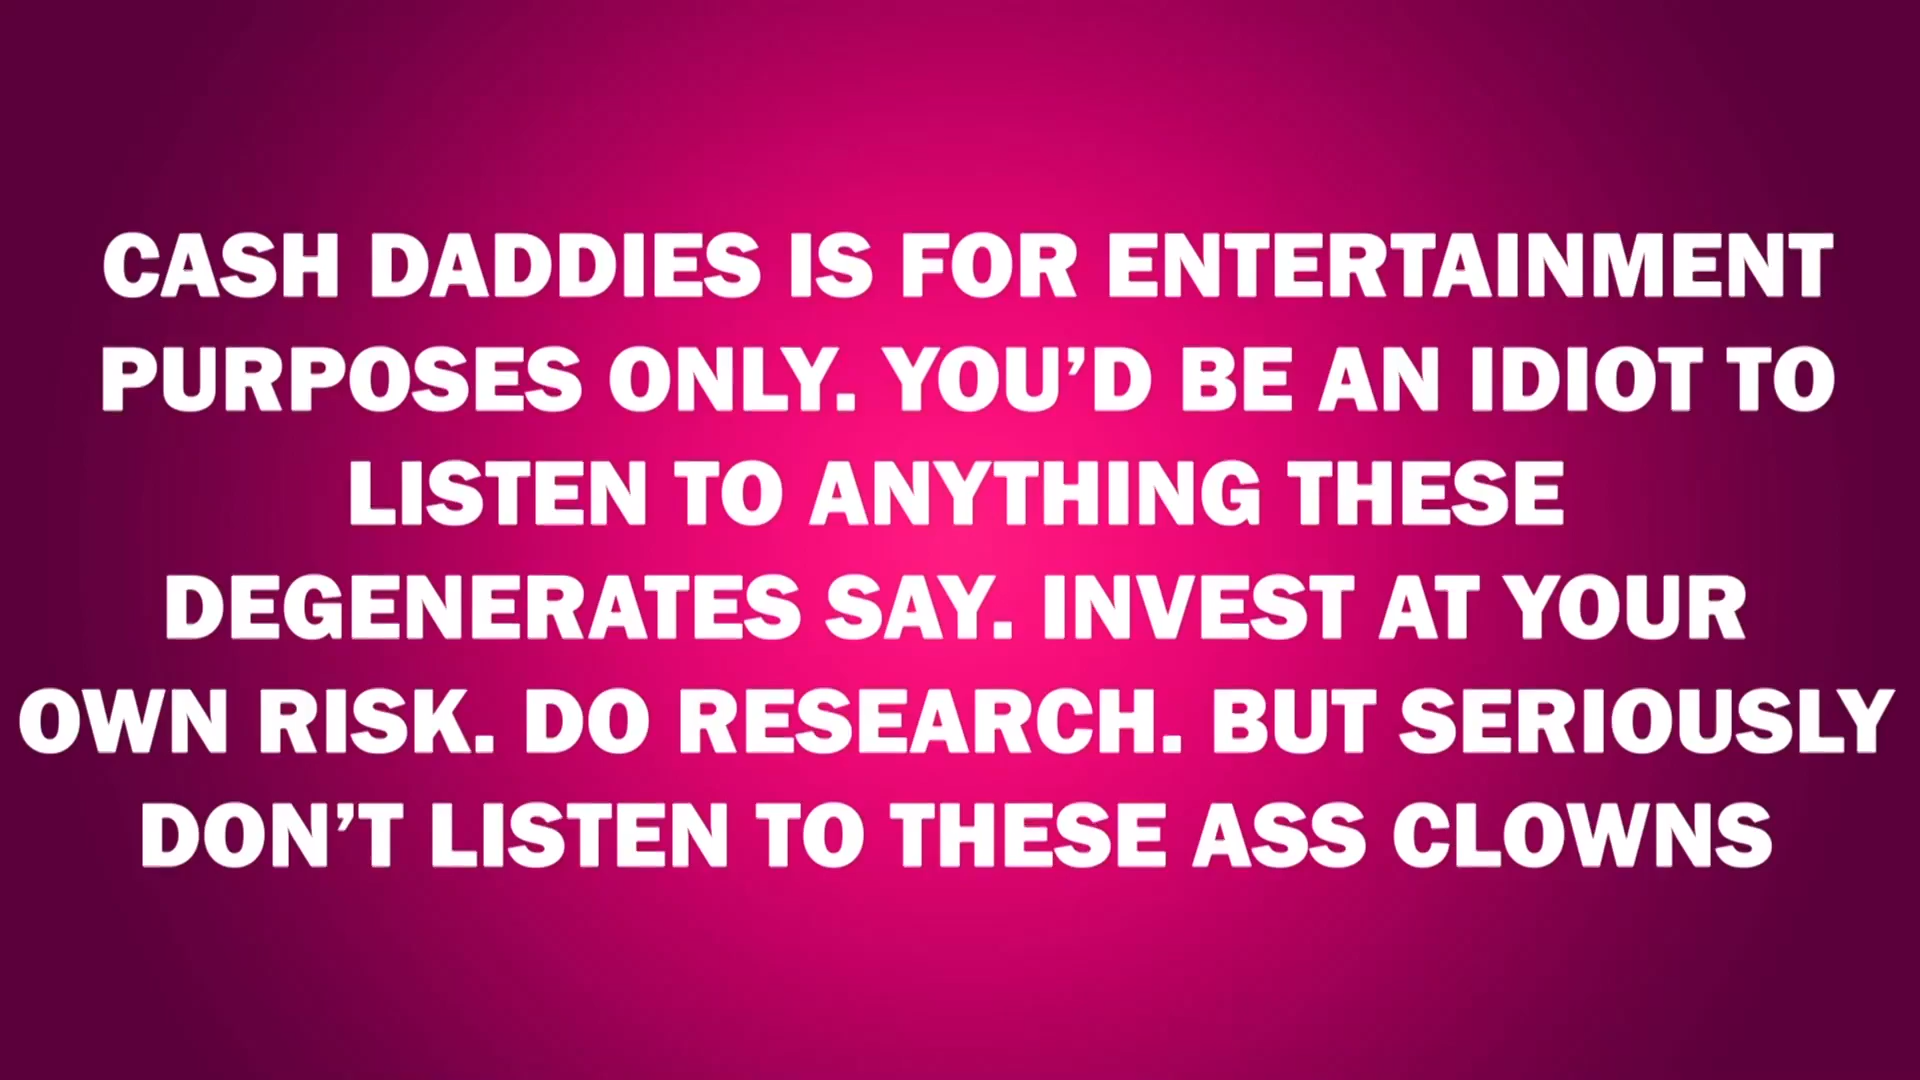 CASH DADDIES IS FOR ENTERTAINMENT
PURPOSES ONLY. YOU’D BE AN IDIOT TO
LISTEN TO ANYTHING THESE
DEGENERATES SAY. INVEST AT YOUR
OWN RISK. DO RESEARCH. BUT SERIOUSLY
DON’T LISTEN TO THESE ASS CLOWNS